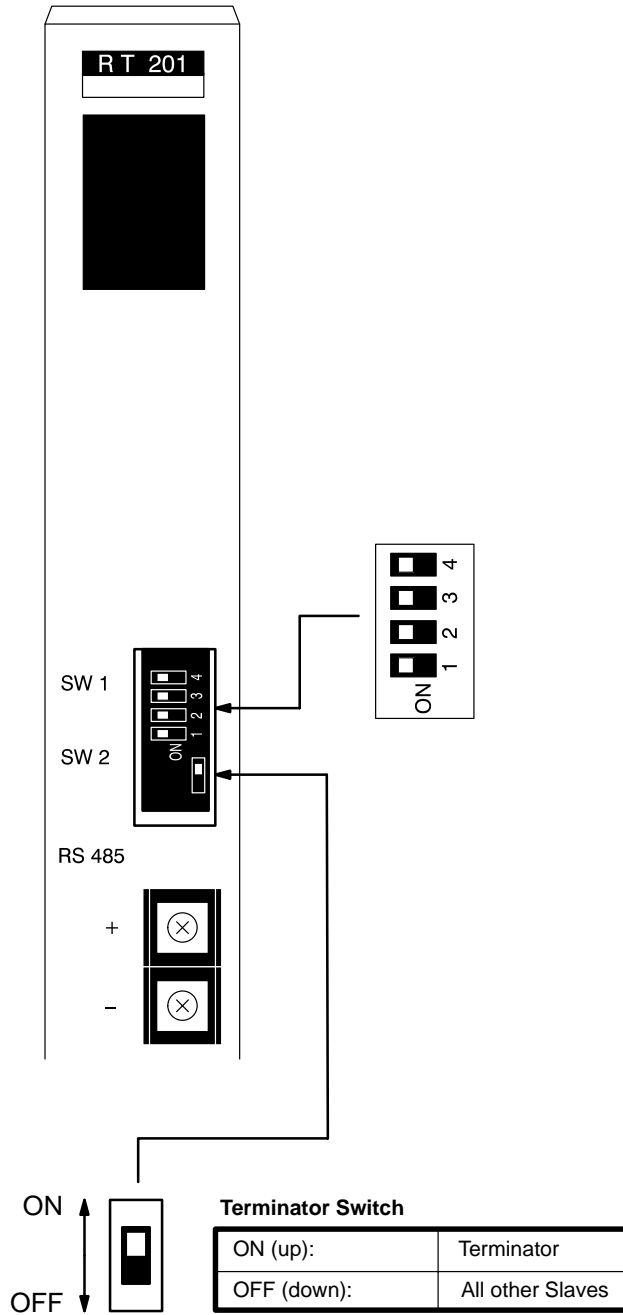 R T 201
4
3
2
1
ON
SW 1
4
3
2
1
ON
SW 2
RS 485
+
–
ON
OFF
Terminator Switch
ON (up): Terminator
OFF (down): All other Slaves